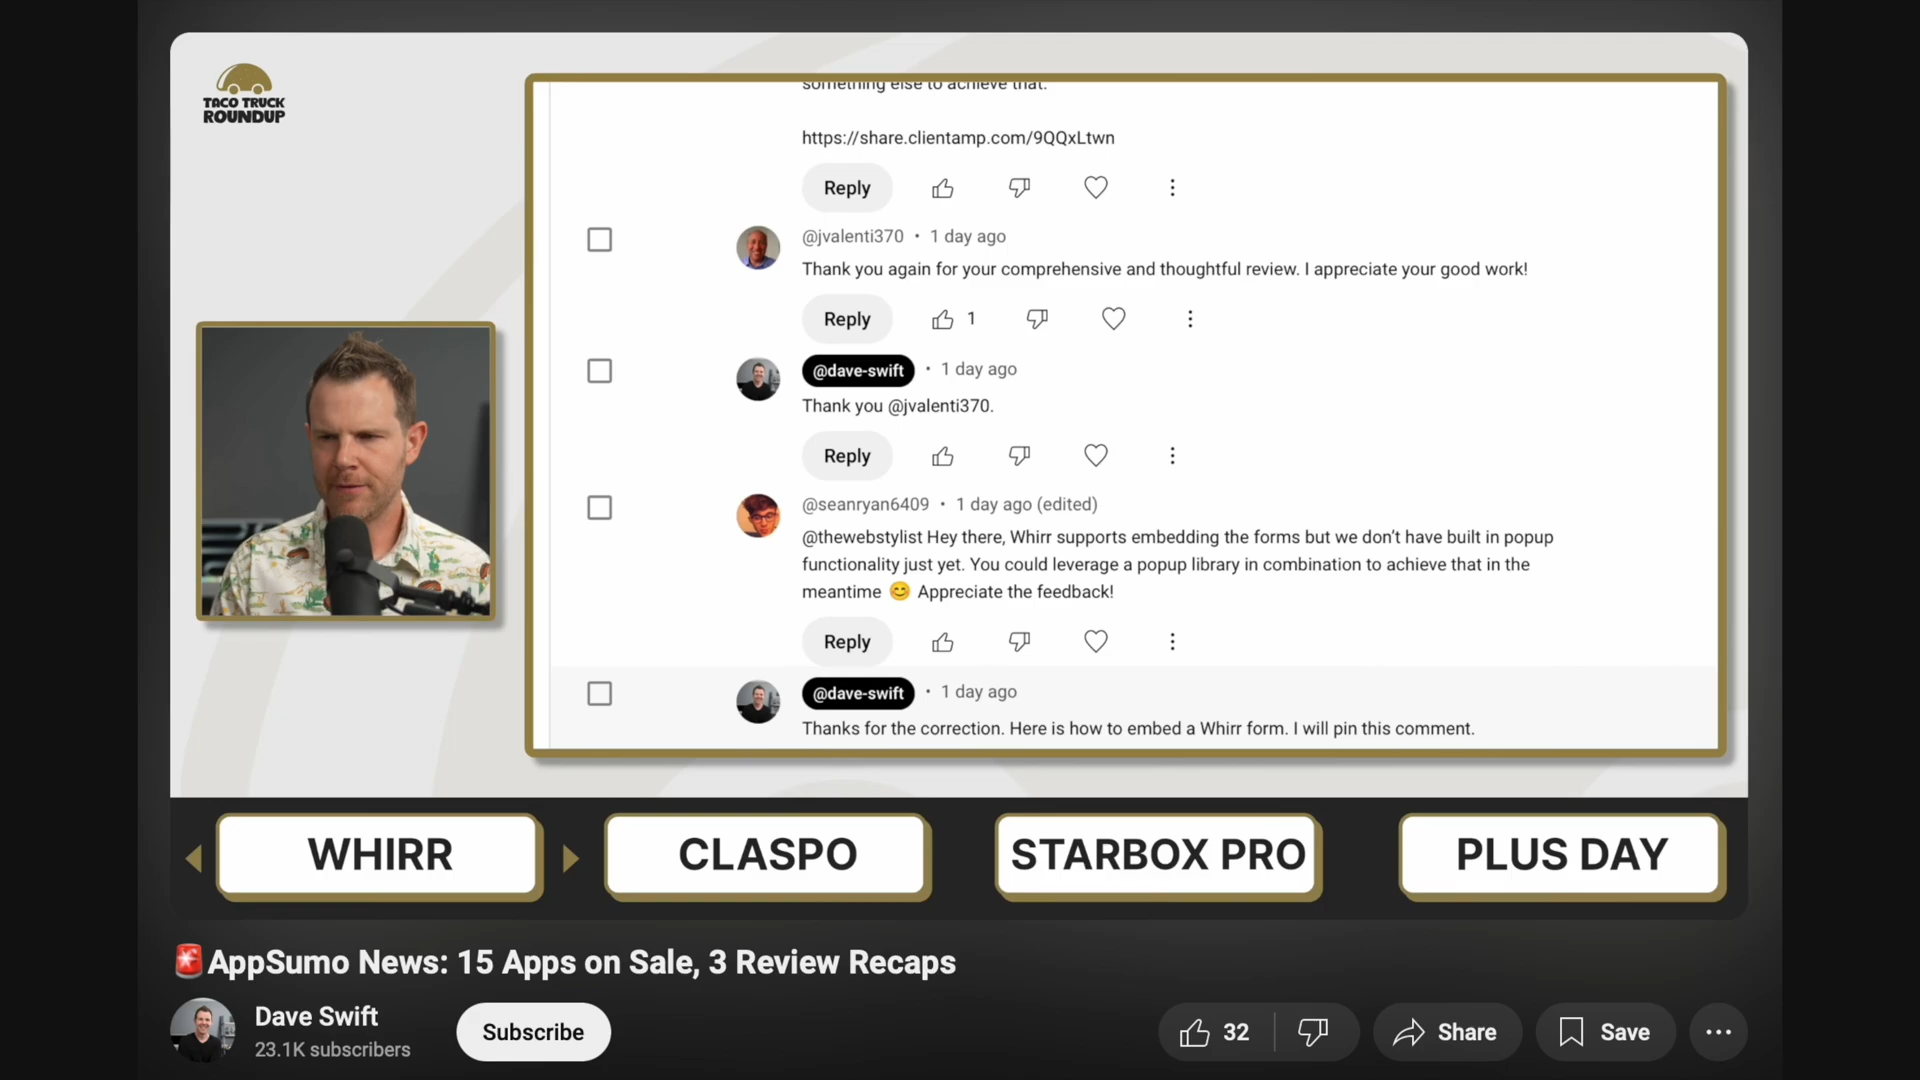 TACO TRUCK
ROUNDUP
something else to achieve that.
https://share.clientamp.com/9QQxLtwn
Reply
@jvalenti370 • 1 day ago
Thank you again for your comprehensive and thoughtful review. I appreciate your good work!
Reply 1
@dave-swift • 1 day ago
Thank you @jvalenti370.
Reply
@seanryan6409 • 1 day ago (edited)
@thewebstylist Hey there, Whirr supports embedding the forms but we don't have built in popup
functionality just yet. You could leverage a popup library in combination to achieve that in the
meantime 😊 Appreciate the feedback!
Reply
@dave-swift • 1 day ago
Thanks for the correction. Here is how to embed a Whirr form. I will pin this comment.
WHIRR
CLASPO
STARBOX PRO
PLUS DAY
🚨AppSumo News: 15 Apps on Sale, 3 Review Recaps
Dave Swift
23.1K subscribers
Subscribe
32
Share
Save